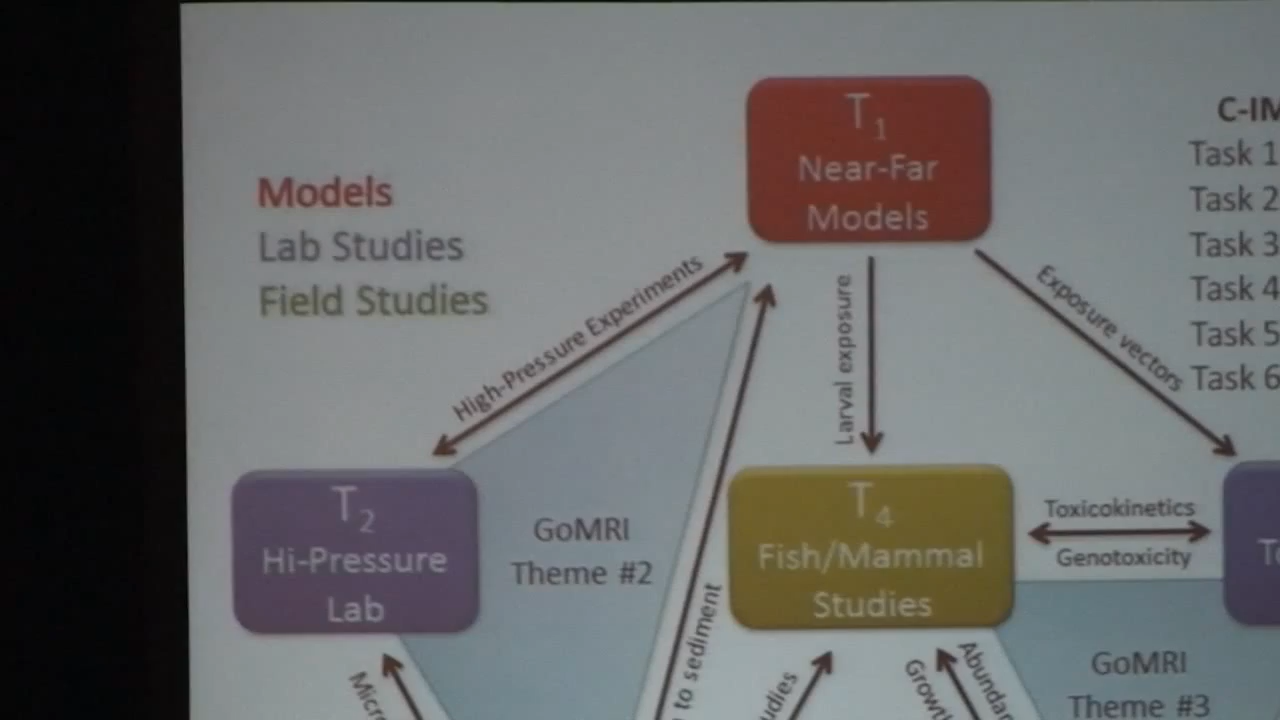 T1
Near-Far
Models
Models
Lab Studies
Field Studies
Task 1
Task 2
Task 3
Task 4
Task 5
Task 6
High-Pressure Experiments
Larval exposure
Exposure vectors
T2
Hi-Pressure
Lab
GoMRI
Theme #2
T4
Fish/Mammal
Studies
Toxicokinetics
Genotoxicity
to sediment
GoMRI
Theme #3